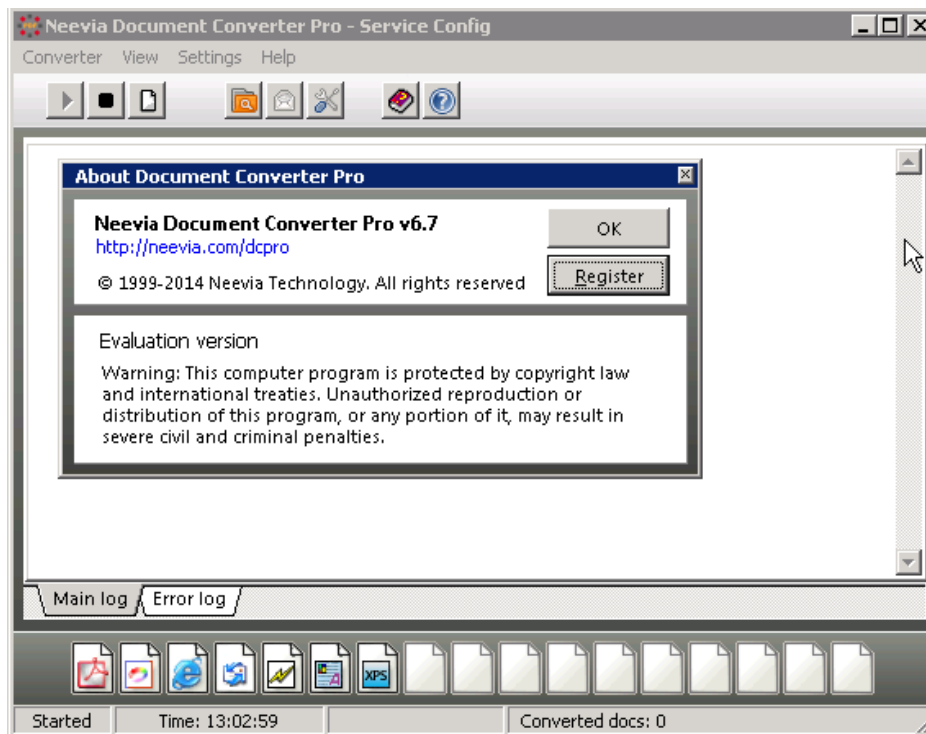 Neevia Document Converter Pro - Service Config
Converter View Settings Help
About Document Converter Pro
Neevia Document Converter Pro v6.7
http://neevia.com/dcpro
OK
© 1999-2014 Neevia Technology. All rights reserved
Register
Evaluation version
Warning: This computer program is protected by copyright law
and international treaties. Unauthorized reproduction or
distribution of this program, or any portion of it, may result in
severe civil and criminal penalties.
Main log Error log
XPS
Started Time: 13:02:59 Converted docs: 0